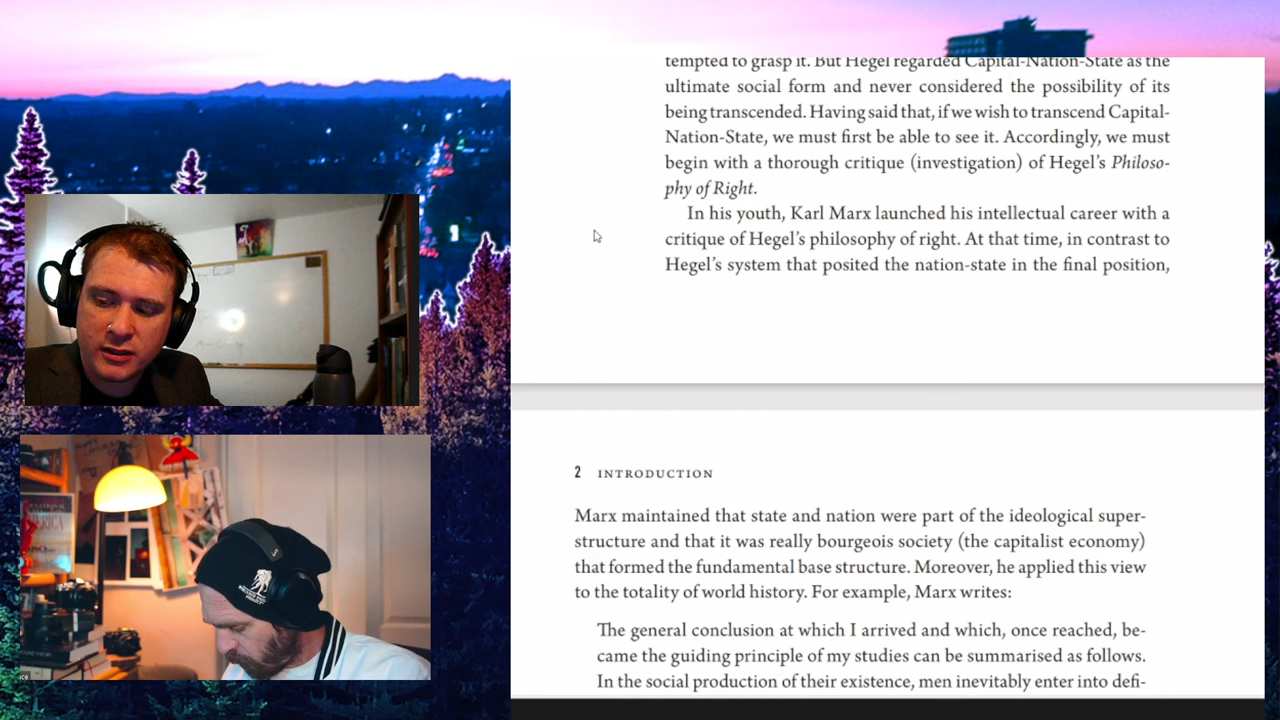 tempted to grasp it. But Hegel regarded Capital-Nation-State as the
ultimate social form and never considered the possibility of its
being transcended. Having said that, if we wish to transcend Capital-
Nation-State, we must first be able to see it. Accordingly, we must
begin with a thorough critique (investigation) of Hegel’s Philoso-
phy of Right.
In his youth, Karl Marx launched his intellectual career with a
critique of Hegel’s philosophy of right. At that time, in contrast to
Hegel’s system that posited the nation-state in the final position,
2 INTRODUCTION
Marx maintained that state and nation were part of the ideological super-
structure and that it was really bourgeois society (the capitalist economy)
that formed the fundamental base structure. Moreover, he applied this view
to the totality of world history. For example, Marx writes:
The general conclusion at which I arrived and which, once reached, be-
came the guiding principle of my studies can be summarised as follows.
In the social production of their existence, men inevitably enter into defi-